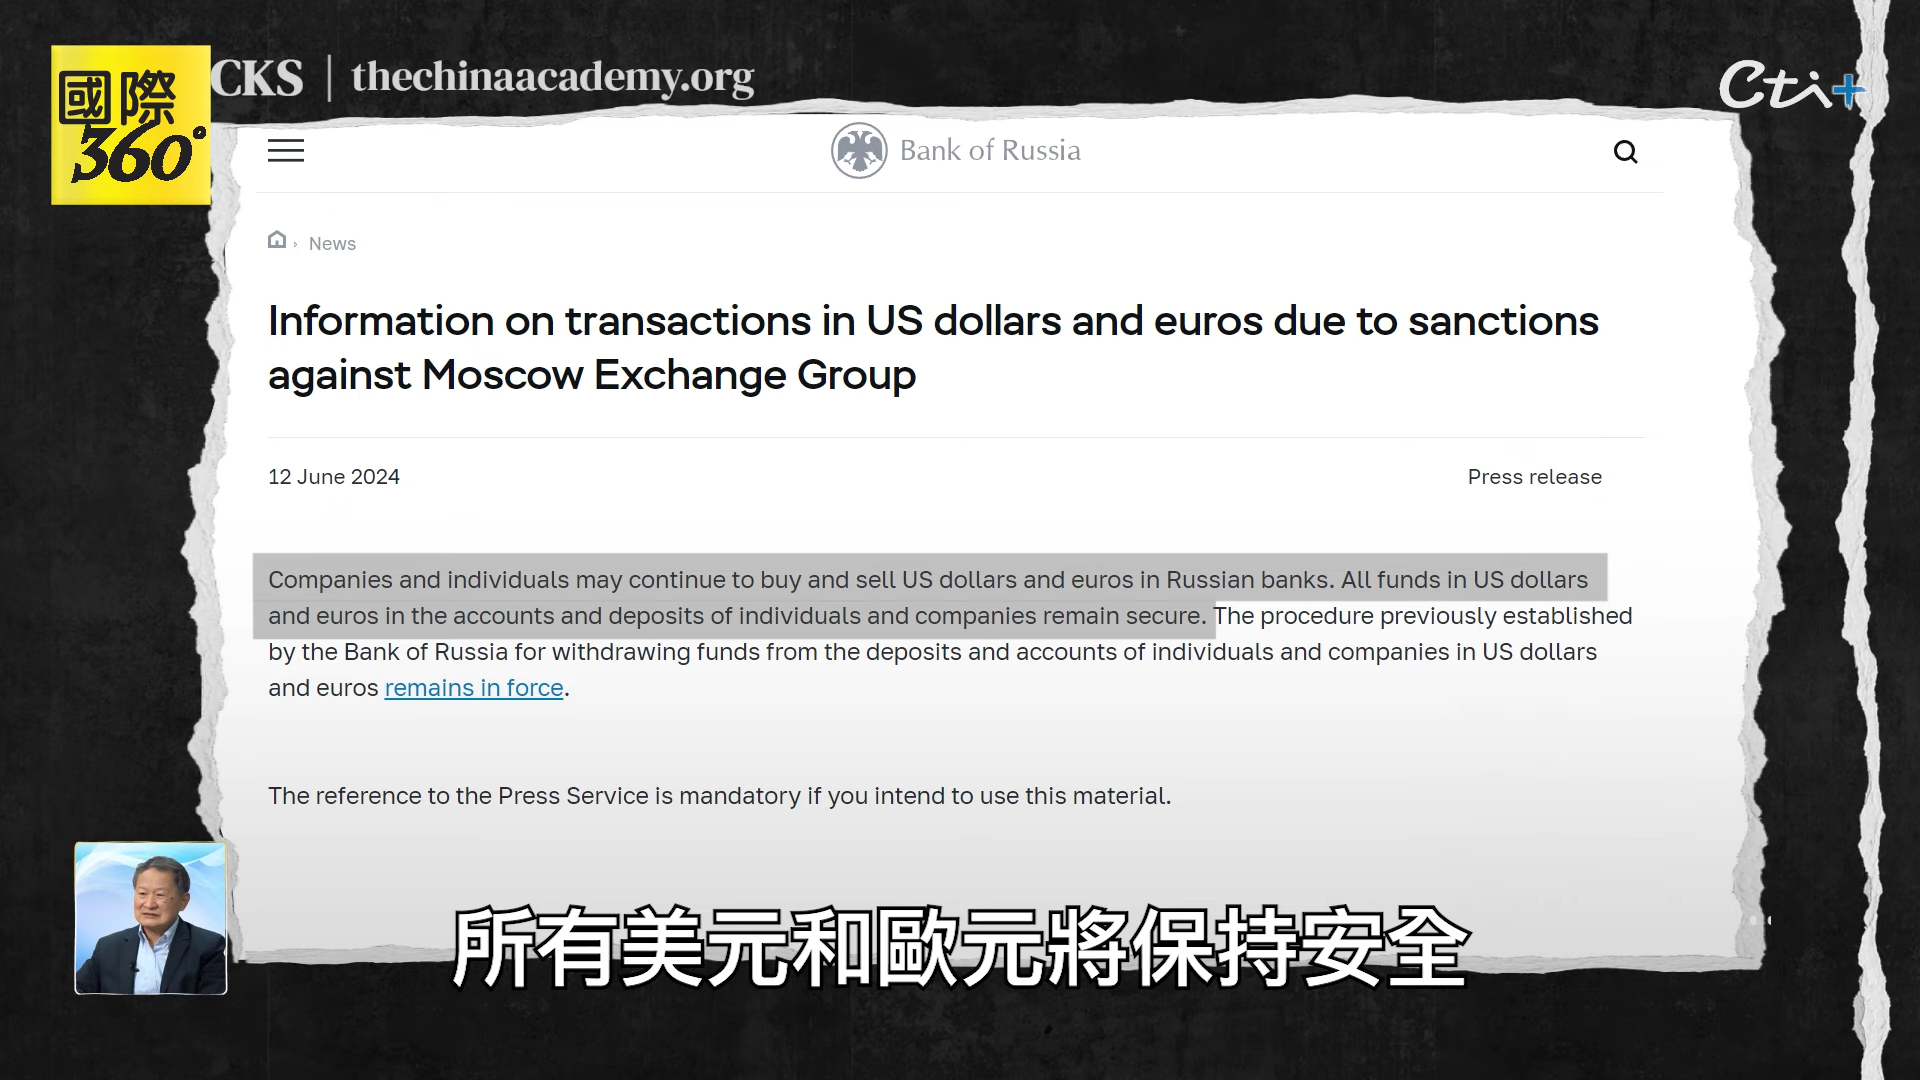 國際
360°
CKS | thechinaacademy.org
Cti+
Bank of Russia
News
Information on transactions in US dollars and euros due to sanctions
against Moscow Exchange Group
12 June 2024
Press release
Companies and individuals may continue to buy and sell US dollars and euros in Russian banks. All funds in US dollars
and euros in the accounts and deposits of individuals and companies remain secure. The procedure previously established
by the Bank of Russia for withdrawing funds from the deposits and accounts of individuals and companies in US dollars
and euros remains in force.
The reference to the Press Service is mandatory if you intend to use this material.
所有美元和歐元將保持安全